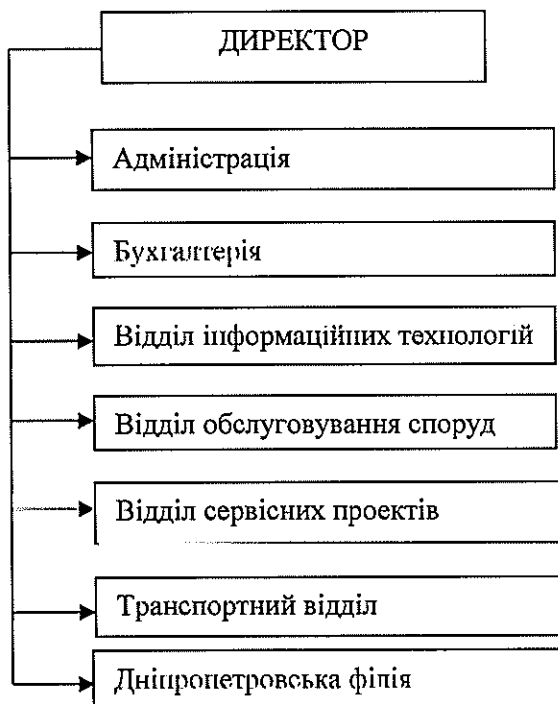 ДИРЕКТОР
Адміністрація
Бухгалтерія
Відділ інформаційних технологій
Відділ обслуговування споруд
Відділ сервісних проектів
Транспортний відділ
Дніпропетровська філія